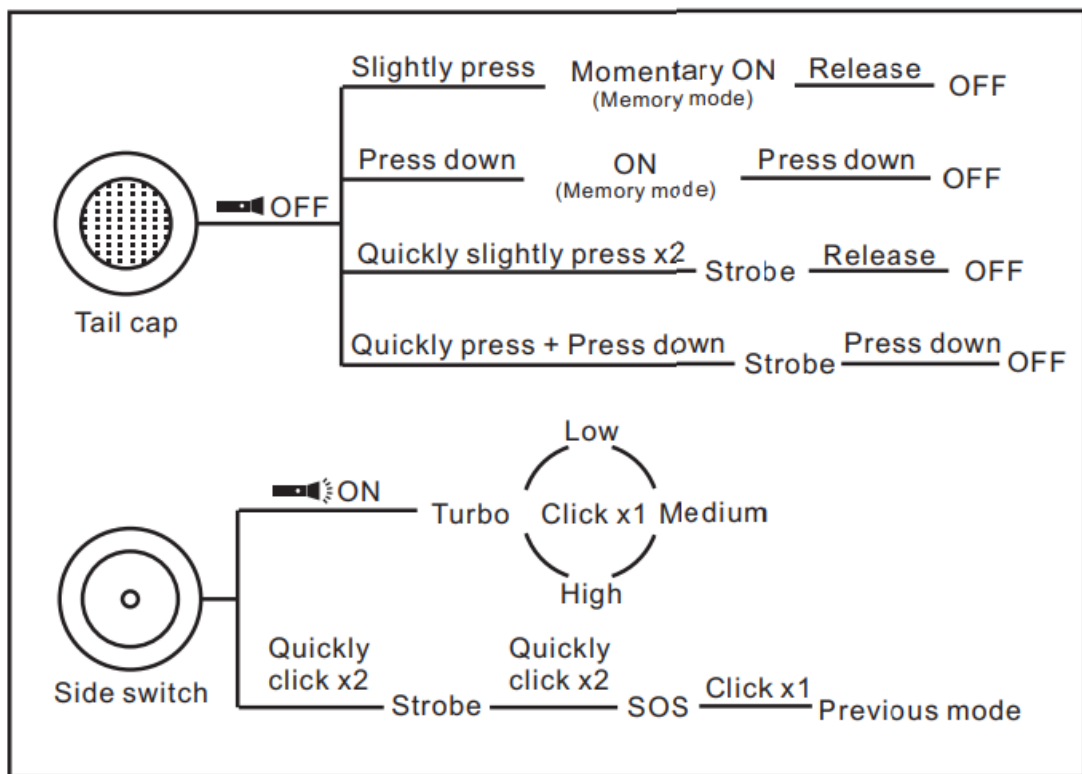 Slightly press Momentary ON Release OFF
(Memory mode)
Press down ON Press down OFF
(Memory mode)
OFF
Quickly slightly press x2 Strobe Release OFF
Tail cap
Quickly press + Press down Strobe Press down OFF
Low
ON
Turbo Click x1 Medium
High
Quickly
click x2
Quickly
click x2
Side switch
Strobe SOS Click x1 Previous mode